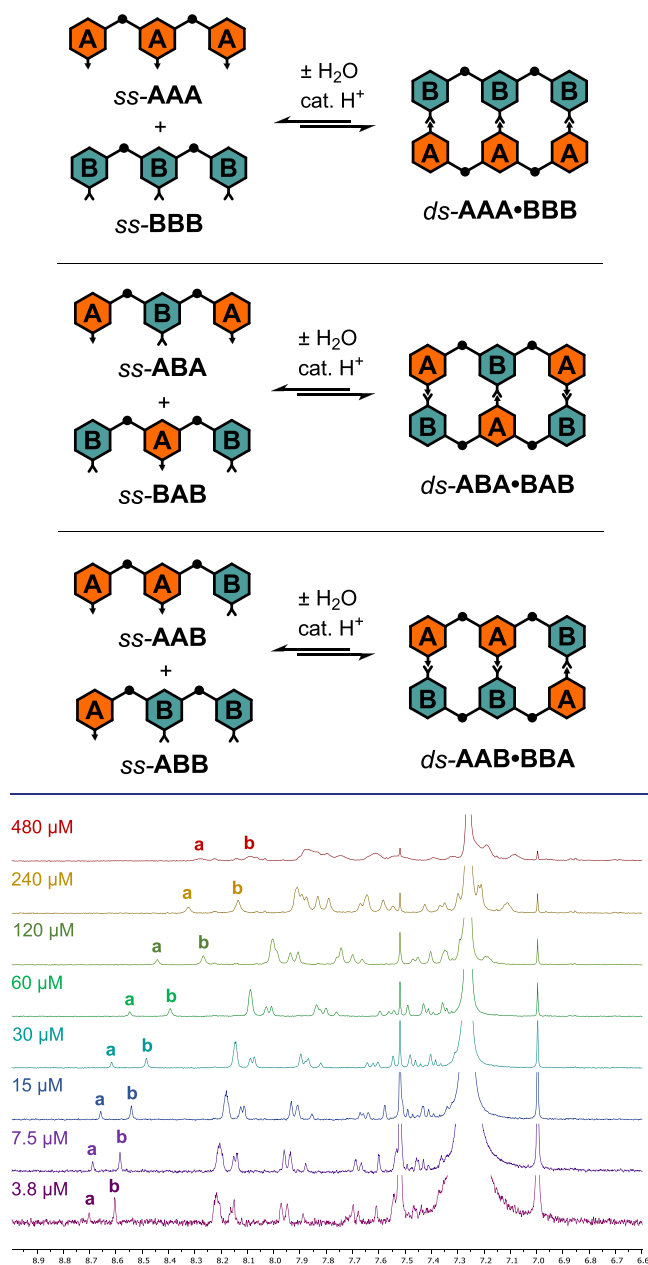 A A A
ss-AAA
+
B B B
ss-BBB
± H2O
cat. H+
B B B
A A A
ds-AAA•BBB
A B A
ss-ABA
+
B A B
ss-BAB
± H2O
cat. H+
A B A
B A B
ds-ABA•BAB
A A B
ss-AAB
+
A B B
ss-ABB
± H2O
cat. H+
A A B
B B A
ds-AAB•BBA
480 µM
a b
240 µM
a b
120 µM
a b
60 µM
a b
30 µM
a b
15 µM
a b
7.5 µM
a b
3.8 µM
a b
8.9 8.8 8.7 8.6 8.5 8.4 8.3 8.2 8.1 8.0 7.9 7.8 7.7 7.6 7.5 7.4 7.3 7.2 7.1 7.0 6.9 6.8 6.7 6.6